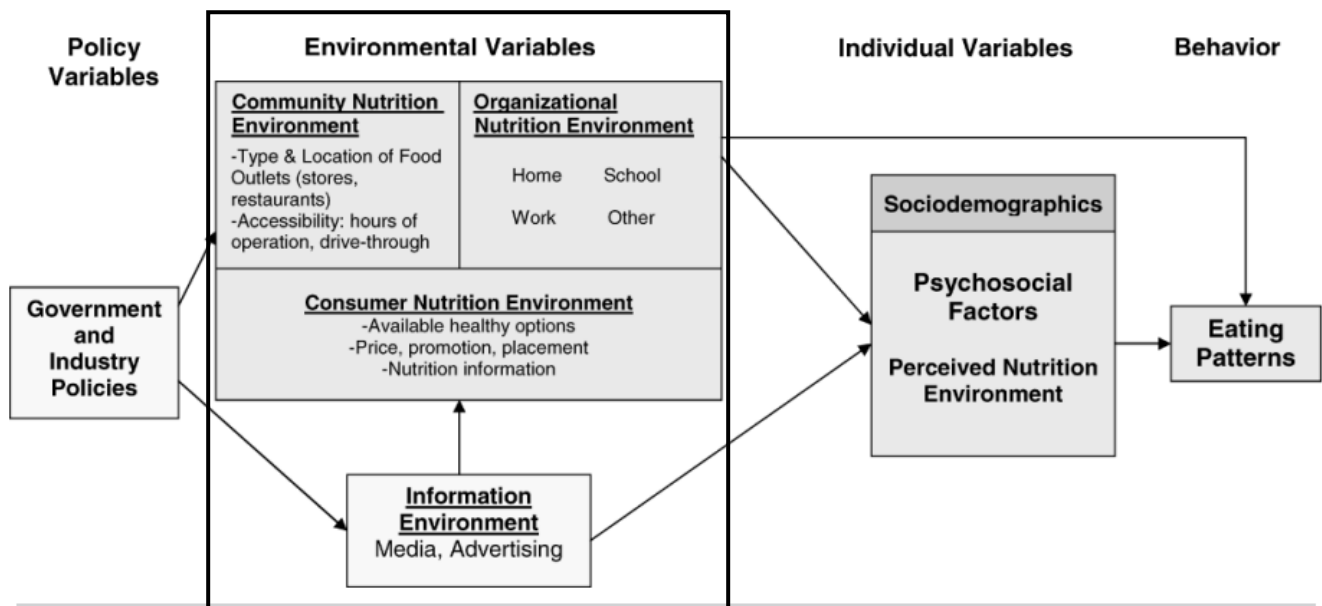 Policy
Variables
Environmental Variables
Individual Variables
Behavior
Community Nutrition
Environment
-Type & Location of Food
Outlets (stores,
restaurants)
-Accessibility: hours of
operation, drive-through
Organizational
Nutrition Environment
Home School
Work Other
Consumer Nutrition Environment
-Available healthy options
-Price, promotion, placement
-Nutrition information
Government
and
Industry
Policies
Information
Environment
Media, Advertising
Sociodemographics
Psychosocial
Factors
Perceived Nutrition
Environment
Eating
Patterns